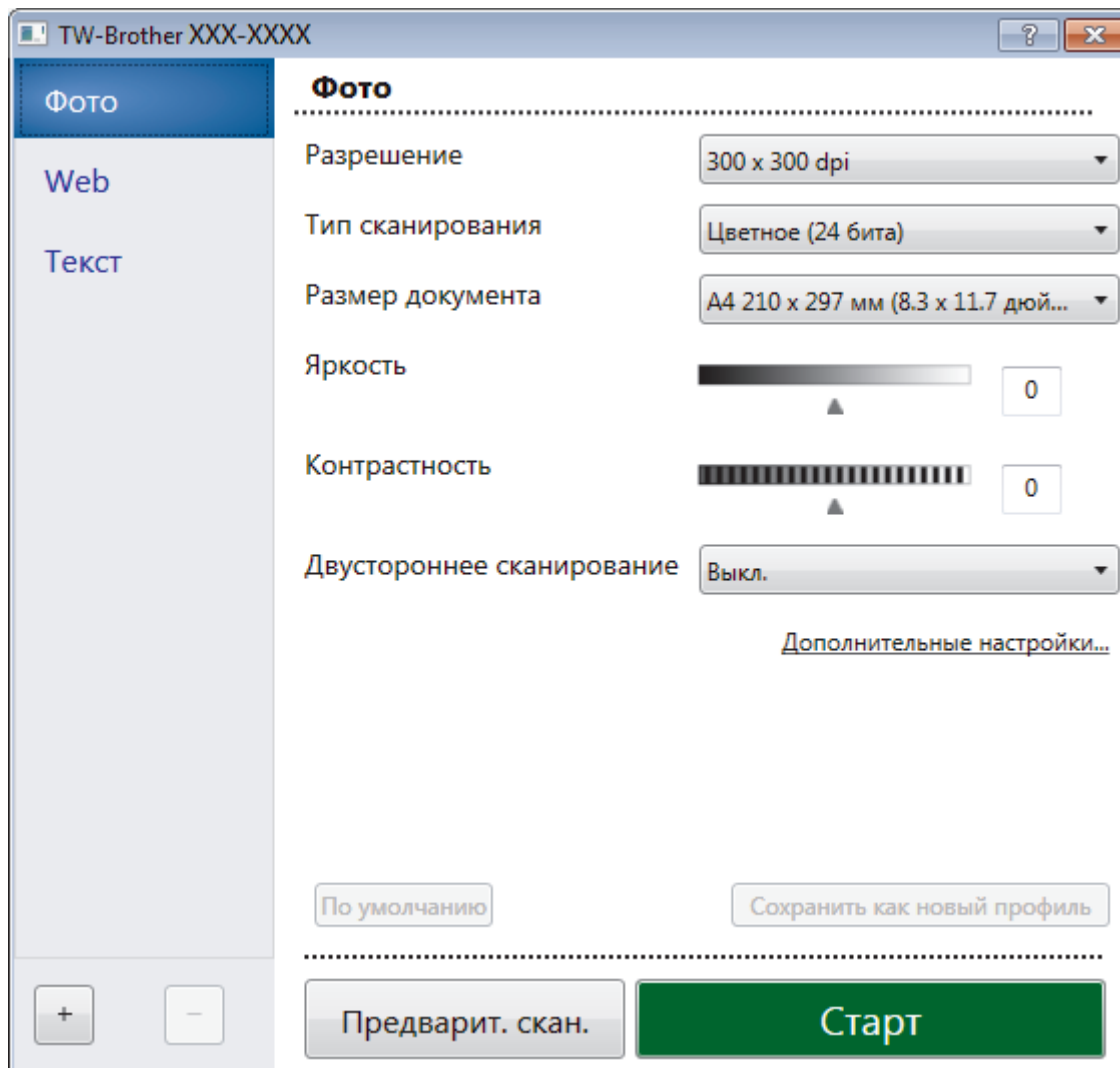 TW-Brother XXX-XXXX
?
Фото
Web
Текст
Фото
Разрешение
300 x 300 dpi
Тип сканирования
Цветное (24 бита)
Размер документа
A4 210 x 297 мм (8.3 x 11.7 дюй...
Яркость
0
Контрастность
0
Двустороннее сканирование
Выкл.
Дополнительные настройки...
По умолчанию
Сохранить как новый профиль
+
−
Предварит. скан.
Старт